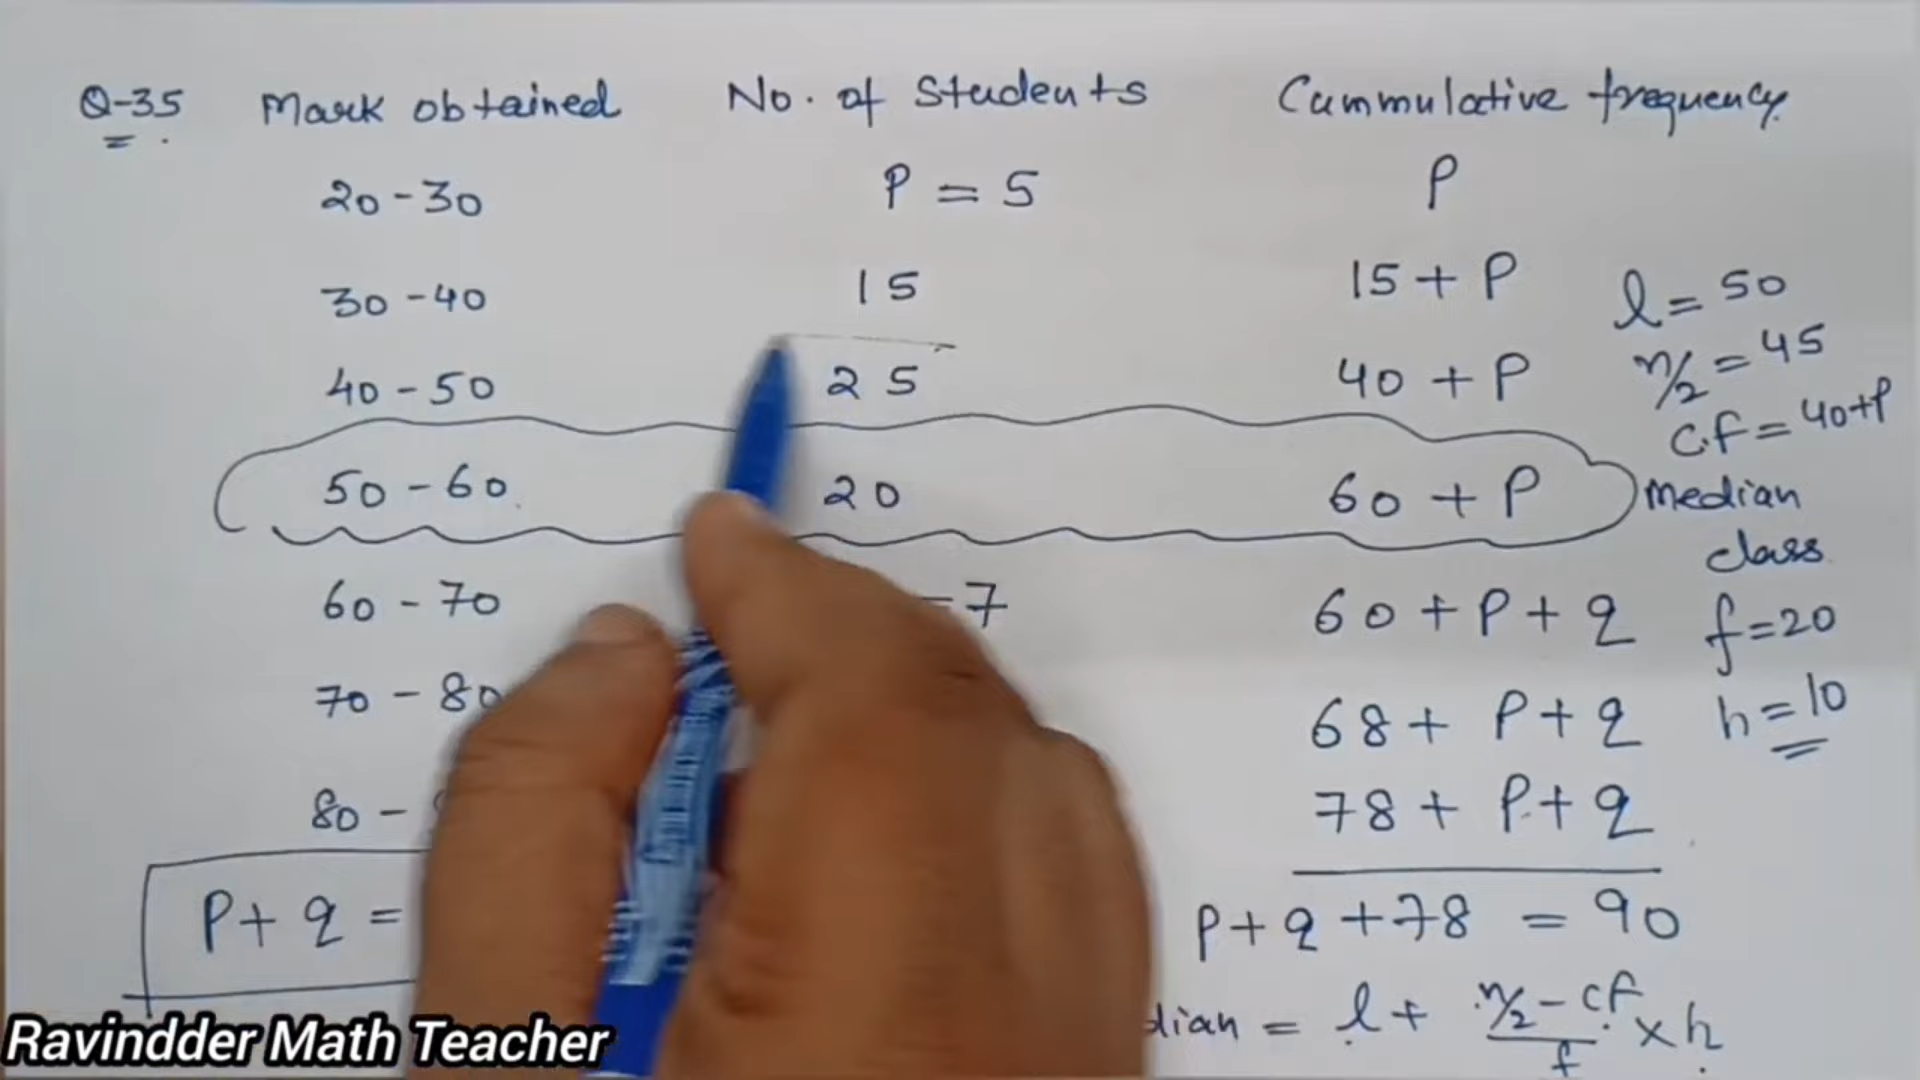 Q-35 Mark obtained No. of Students Cummulative frequency
20-30 P = 5 P
30-40 15 15 + P
l = 50
40-50 25 40 + P
n/2 = 45
cf = 40+P
50-60 20 60 + P
Median class
60-70 =7 60 + P + q
f=20
70-80 68 + P + q
h=10
80- 78 + P + q
P + q =
P + q + 78 = 90
dian = l + n/2 - cf / f × h
Ravindder Math Teacher